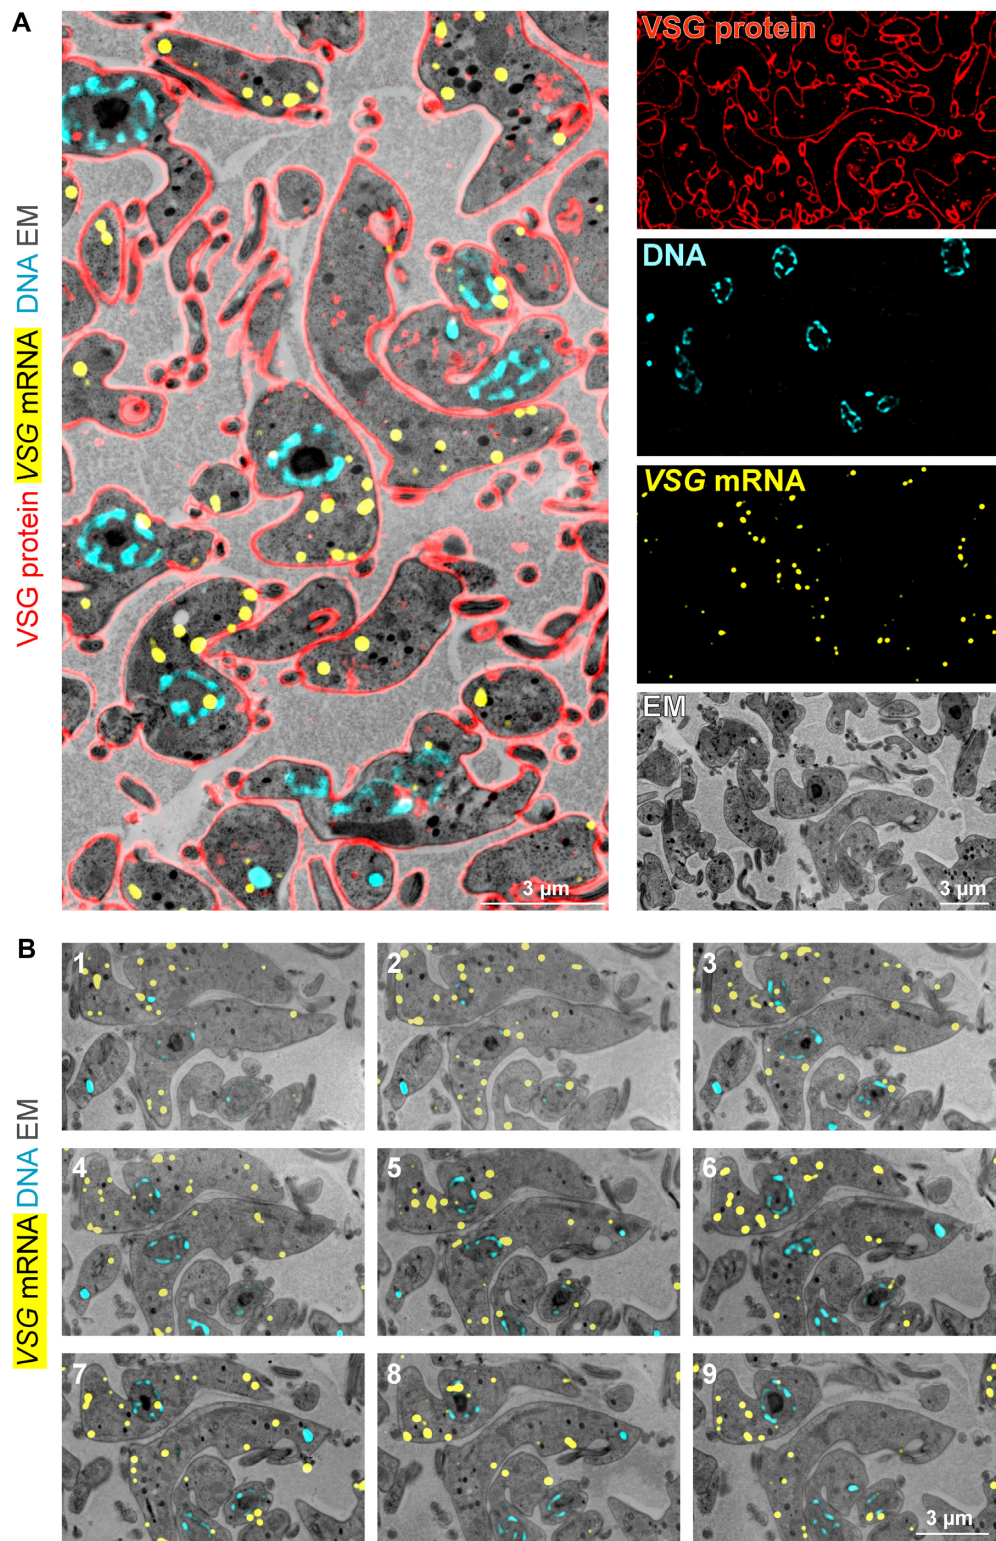 A
VSG protein VSG mRNA DNA EM
3 µm
VSG protein
DNA
VSG mRNA
EM
3 µm
B
VSG mRNA DNA EM
1
2
3
4
5
6
7
8
9
3 µm